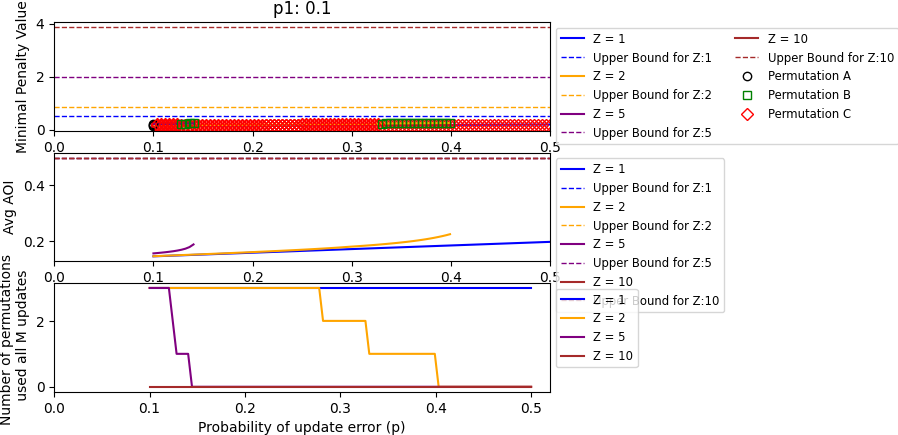 p1: 0.1
Minimal Penalty Value
4
2
0
0.0
0.1
0.2
0.3
0.4
0.5
Z = 1
Upper Bound for Z:1
Z = 2
Upper Bound for Z:2
Z = 5
Upper Bound for Z:5
Z = 10
Upper Bound for Z:10
Permutation A
Permutation B
Permutation C
Avg AOI
0.4
0.2
0.0
0.1
0.2
0.3
0.4
0.5
Z = 1
Upper Bound for Z:1
Z = 2
Upper Bound for Z:2
Z = 5
Upper Bound for Z:5
Z = 10
Upper Bound for Z:10
Number of permutations
used all M updates
2
0
0.0
0.1
0.2
0.3
0.4
0.5
Probability of update error (p)
Z = 1
Z = 2
Z = 5
Z = 10